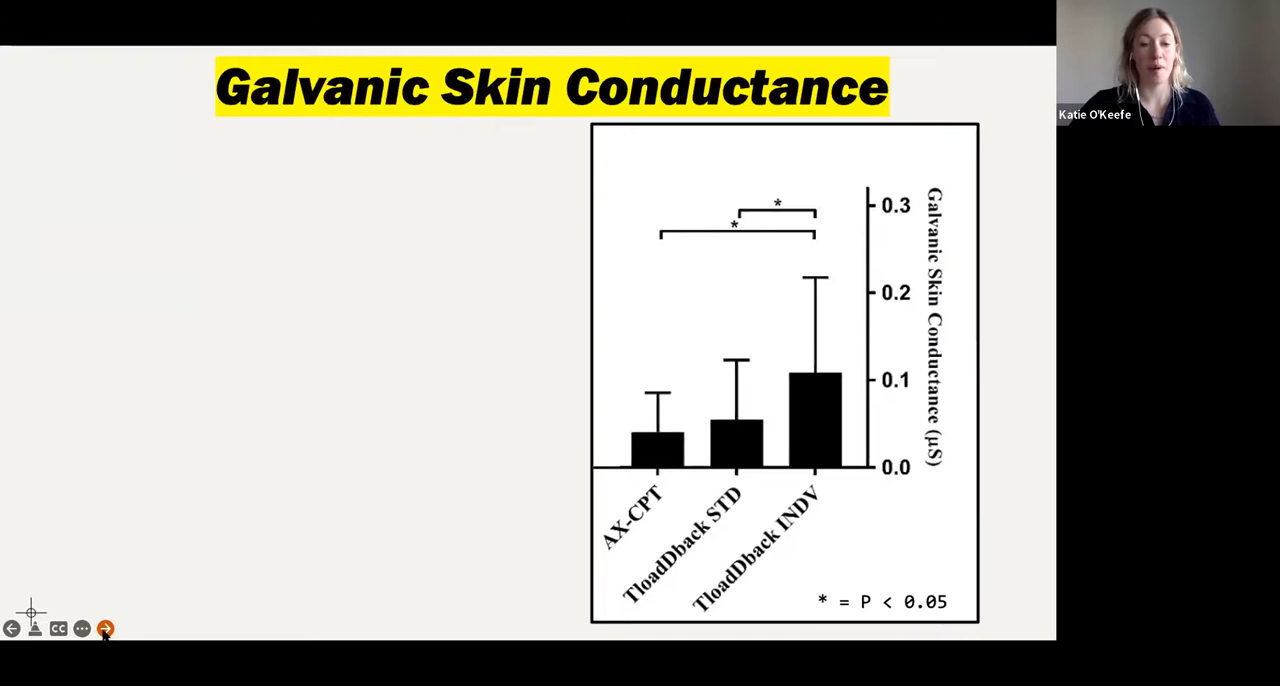 Galvanic Skin Conductance
Katie O'Keefe
*
*
0.3
0.2
0.1
0.0
Galvanic Skin Conductance (µS)
AX-CPT
TloadDback STD
TloadDback INDV
* = P < 0.05
CC